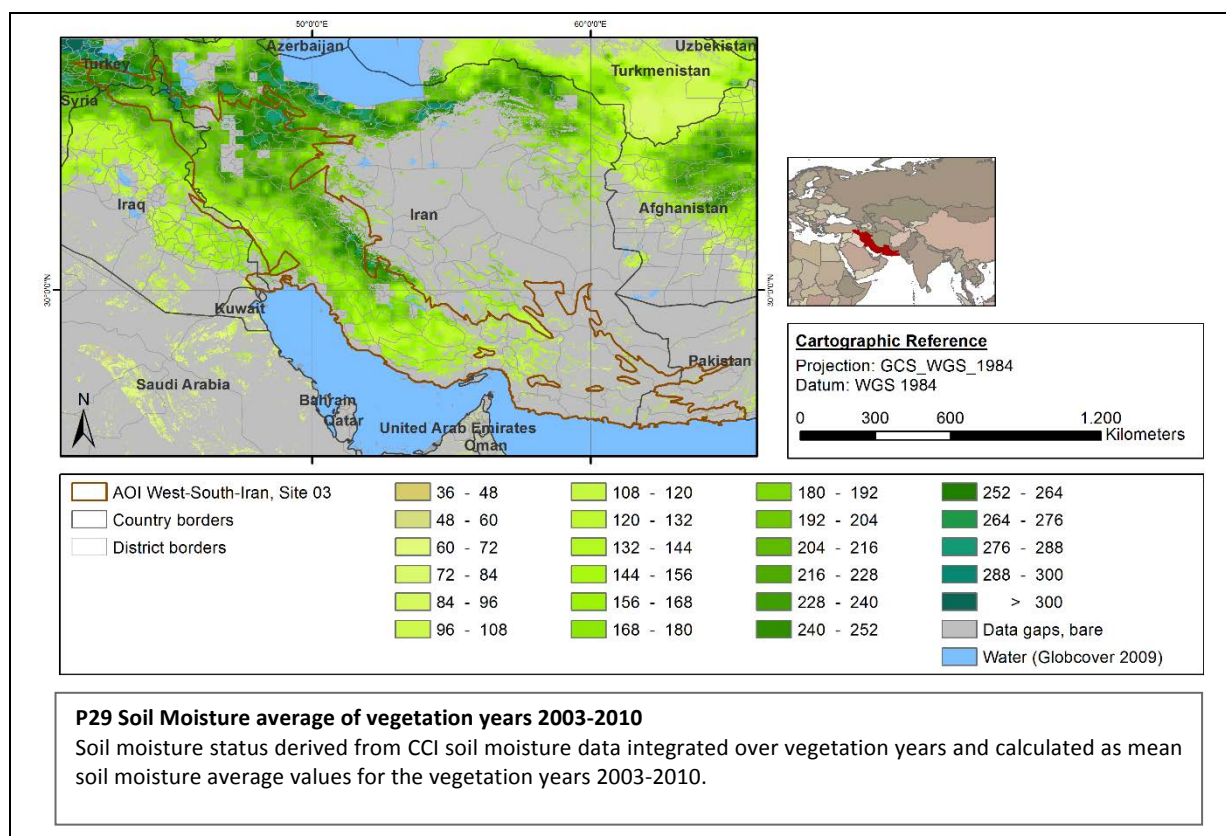 50°0'0"E
60°0'0"E
Azerbaijan
Uzbekistan
Turkey
Turkmenistan
Syria
Iraq
Iran
Afghanistan
30°0'0"N
30°0'0"N
Kuwait
Pakistan
Saudi Arabia
N
Bahrain
Qatar
United Arab Emirates
Oman
Cartographic Reference
Projection: GCS_WGS_1984
Datum: WGS 1984
0 300 600 1.200
Kilometers
AOI West-South-Iran, Site 03
Country borders
District borders
36 - 48
48 - 60
60 - 72
72 - 84
84 - 96
96 - 108
108 - 120
120 - 132
132 - 144
144 - 156
156 - 168
168 - 180
180 - 192
192 - 204
204 - 216
216 - 228
228 - 240
240 - 252
252 - 264
264 - 276
276 - 288
288 - 300
> 300
Data gaps, bare
Water (Globcover 2009)
P29 Soil Moisture average of vegetation years 2003-2010
Soil moisture status derived from CCI soil moisture data integrated over vegetation years and calculated as mean
soil moisture average values for the vegetation years 2003-2010.